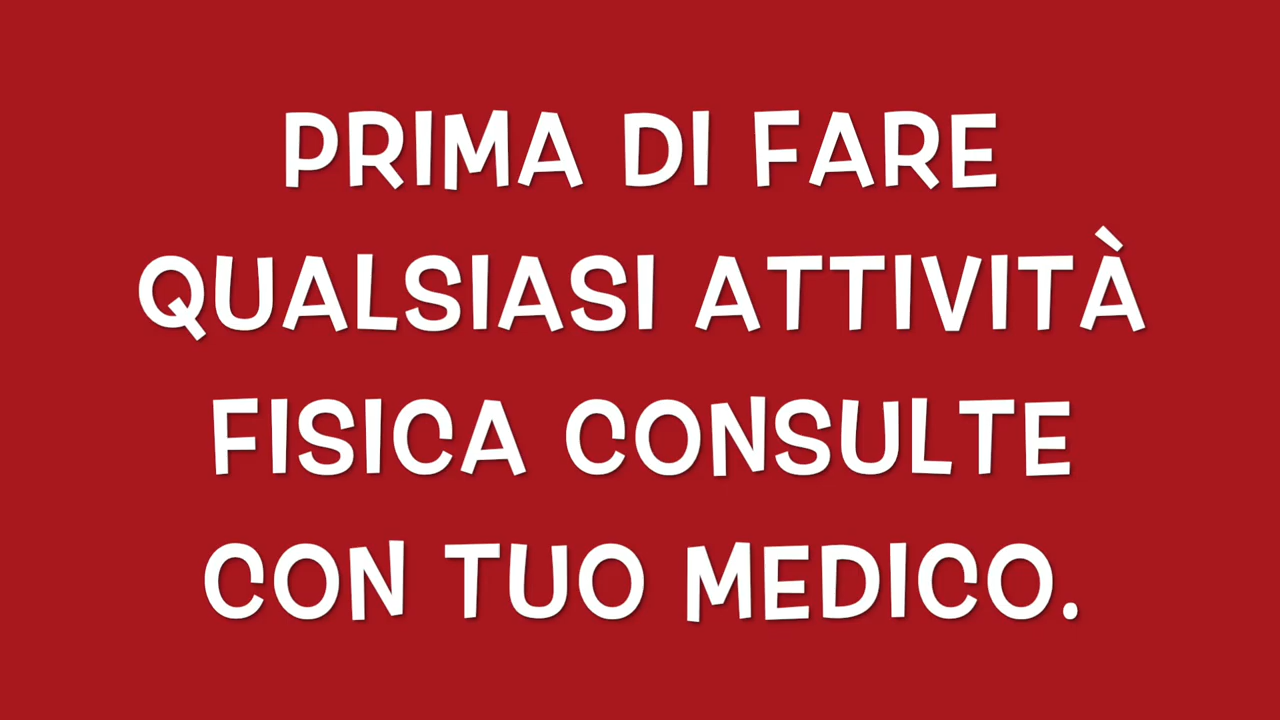 PRIMA DI FARE
QUALSIASI ATTIVITÀ
FISICA CONSULTE
CON TUO MEDICO.